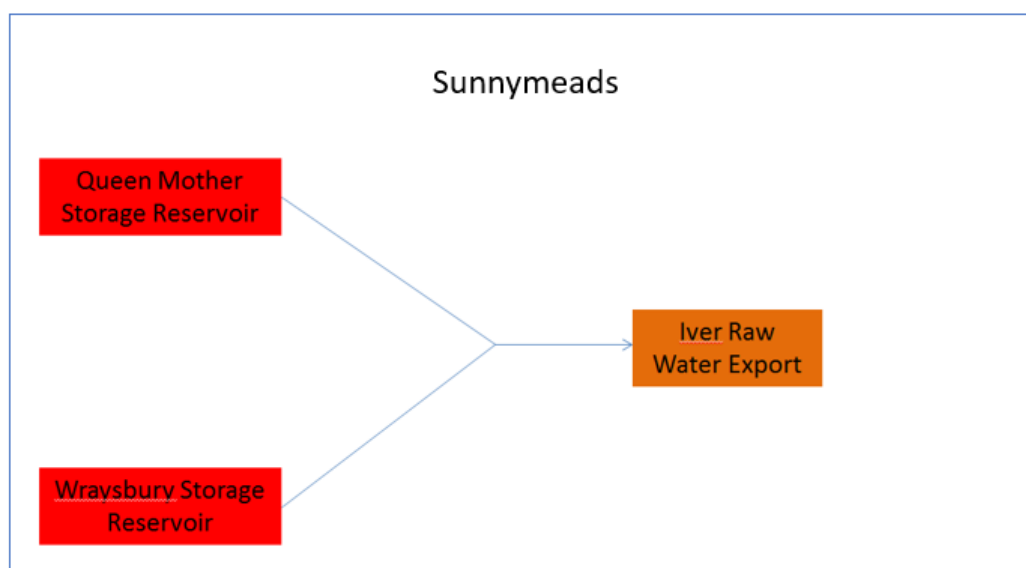 Sunnymeads
Queen Mother
Storage Reservoir
Iver Raw
Water Export
Wraysbury Storage
Reservoir